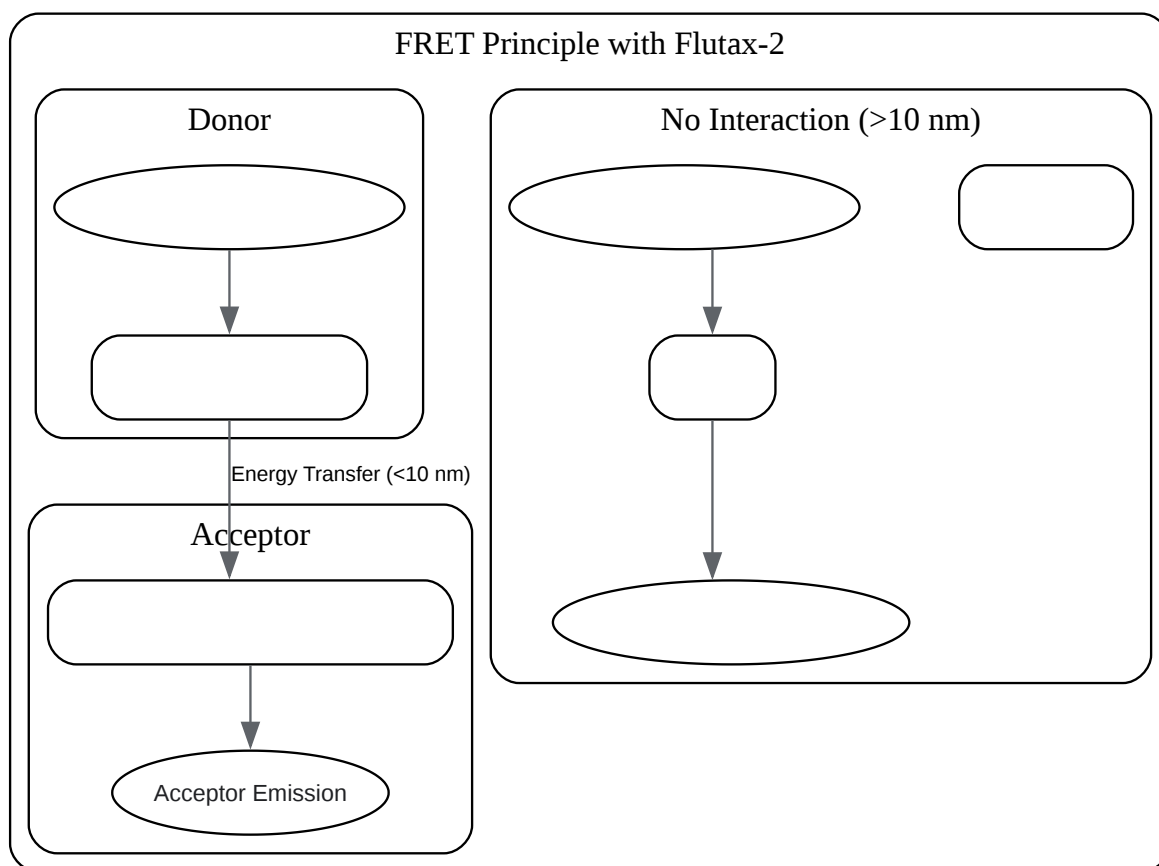 FRET Principle with Flutax-2
Donor
No Interaction (>10 nm)
Energy Transfer (<10 nm)
Acceptor
Acceptor Emission